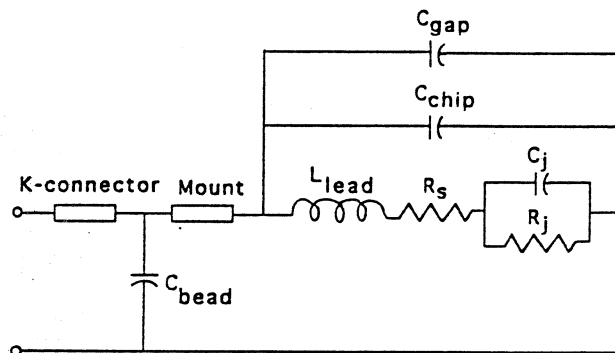 C_gap
C_chip
K-connector
Mount
L_lead
R_s
C_j
R_j
C_bead